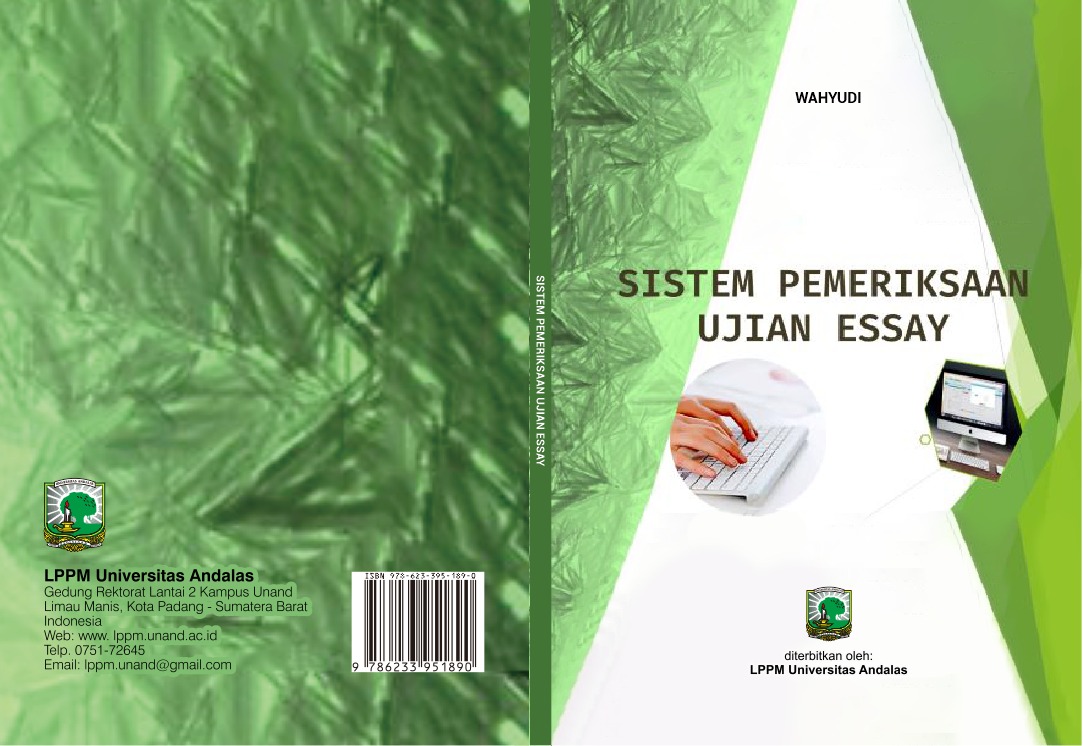 LPPM Universitas Andalas
Gedung Rektorat Lantai 2 Kampus Unand
Limau Manis, Kota Padang - Sumatera Barat
Indonesia
Web: www. lppm.unand.ac.id
Telp. 0751-72645
Email: lppm.unand@gmail.com
ISBN 978-623-395-189-0
9 786233 951890
SISTEM PEMERIKSAAN UJIAN ESSAY
WAHYUDI
SISTEM PEMERIKSAAN
UJIAN ESSAY
diterbitkan oleh:
LPPM Universitas Andalas